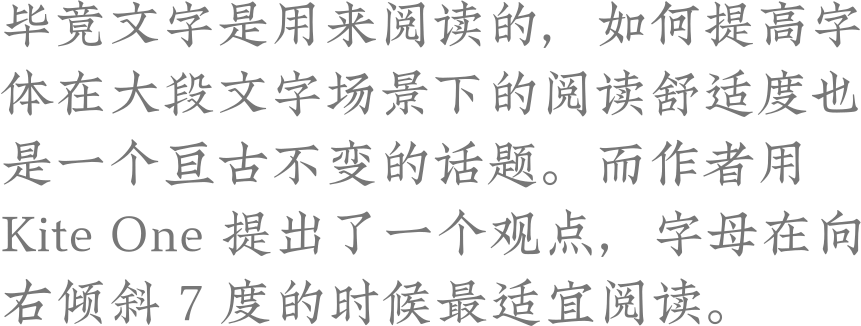 毕竟文字是用来阅读的，如何提高字
体在大段文字场景下的阅读舒适度也
是一个亘古不变的话题。而作者用
Kite One 提出了一个观点，字母在向
右倾斜 7 度的时候最适宜阅读。